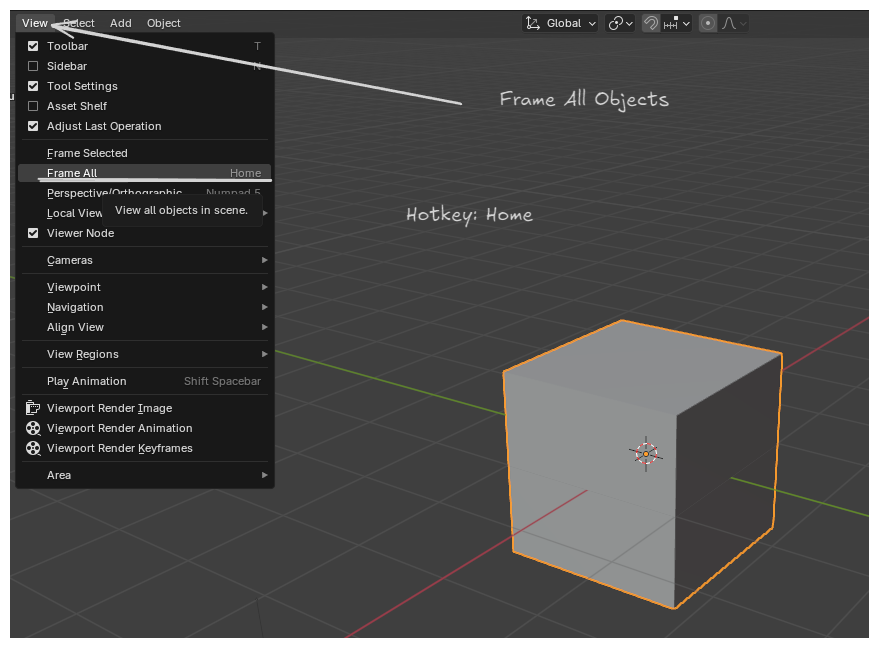 View Select Add Object Global
Toolbar T
Sidebar N
Tool Settings
Asset Shelf
Adjust Last Operation
Frame All Objects
Frame Selected
Frame All Home
Perspective/Orthographic Numpad 5
Local View
View all objects in scene.
Hotkey: Home
Viewer Node
Cameras
Viewpoint
Navigation
Align View
View Regions
Play Animation Shift Spacebar
Viewport Render Image
Viewport Render Animation
Viewport Render Keyframes
Area